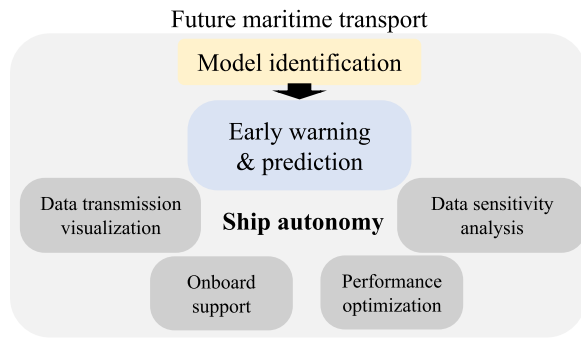 Future maritime transport
Model identification
Early warning
& prediction
Data transmission
visualization
Ship autonomy
Data sensitivity
analysis
Onboard
support
Performance
optimization